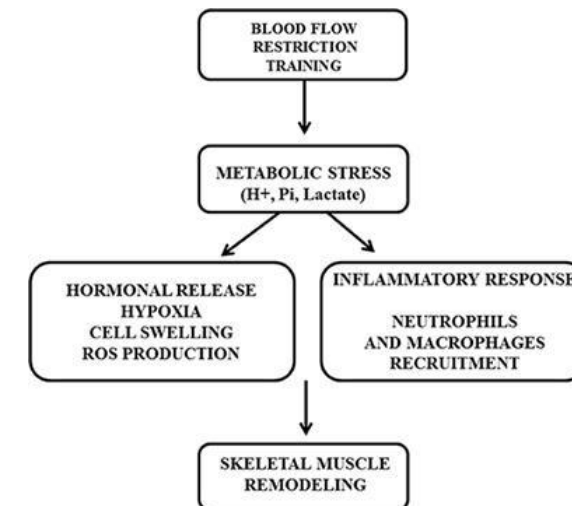 BLOOD FLOW
RESTRICTION
TRAINING
METABOLIC STRESS
(H+, Pi, Lactate)
HORMONAL RELEASE
HYPOXIA
CELL SWELLING
ROS PRODUCTION
INFLAMMATORY RESPONSE
NEUTROPHILS
AND MACROPHAGES
RECRUITMENT
SKELETAL MUSCLE
REMODELING